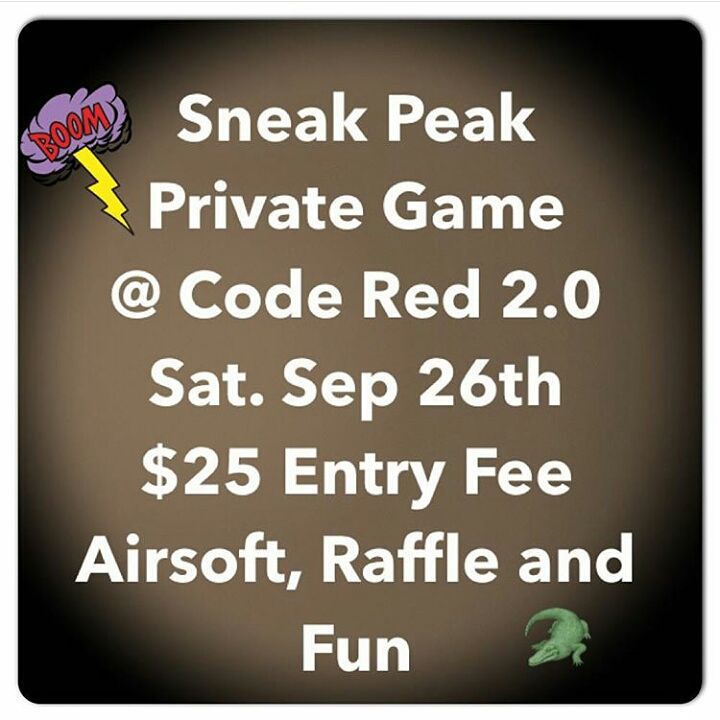 BOOM
Sneak Peak
Private Game
@ Code Red 2.0
Sat. Sep 26th
$25 Entry Fee
Airsoft, Raffle and
Fun